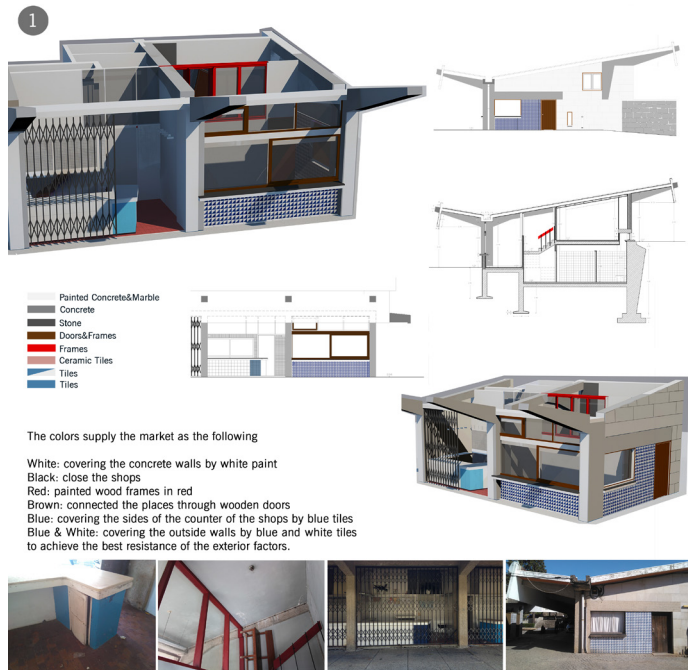 1
Painted Concrete&Marble
Concrete
Stone
Doors&Frames
Frames
Ceramic Tiles
Tiles
Tiles
The colors supply the market as the following
White: covering the concrete walls by white paint
Black: close the shops
Red: painted wood frames in red
Brown: connected the places through wooden doors
Blue: covering the sides of the counter of the shops by blue tiles
Blue & White: covering the outside walls by blue and white tiles
to achieve the best resistance of the exterior factors.